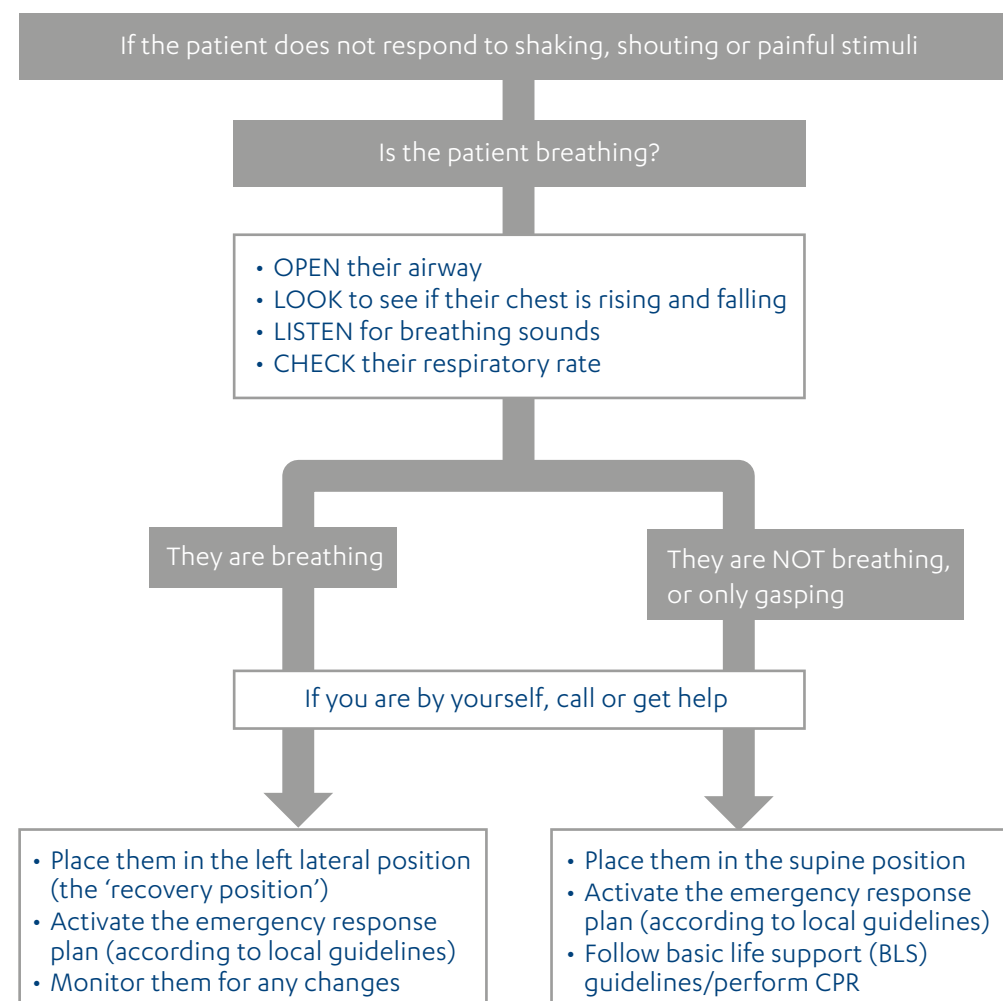 If the patient does not respond to shaking, shouting or painful stimuli
Is the patient breathing?
• OPEN their airway
• LOOK to see if their chest is rising and falling
• LISTEN for breathing sounds
• CHECK their respiratory rate
They are breathing
They are NOT breathing,
or only gasping
If you are by yourself, call or get help
• Place them in the left lateral position
(the ‘recovery position’)
• Activate the emergency response
plan (according to local guidelines)
• Monitor them for any changes
• Place them in the supine position
• Activate the emergency response
plan (according to local guidelines)
• Follow basic life support (BLS)
guidelines/perform CPR